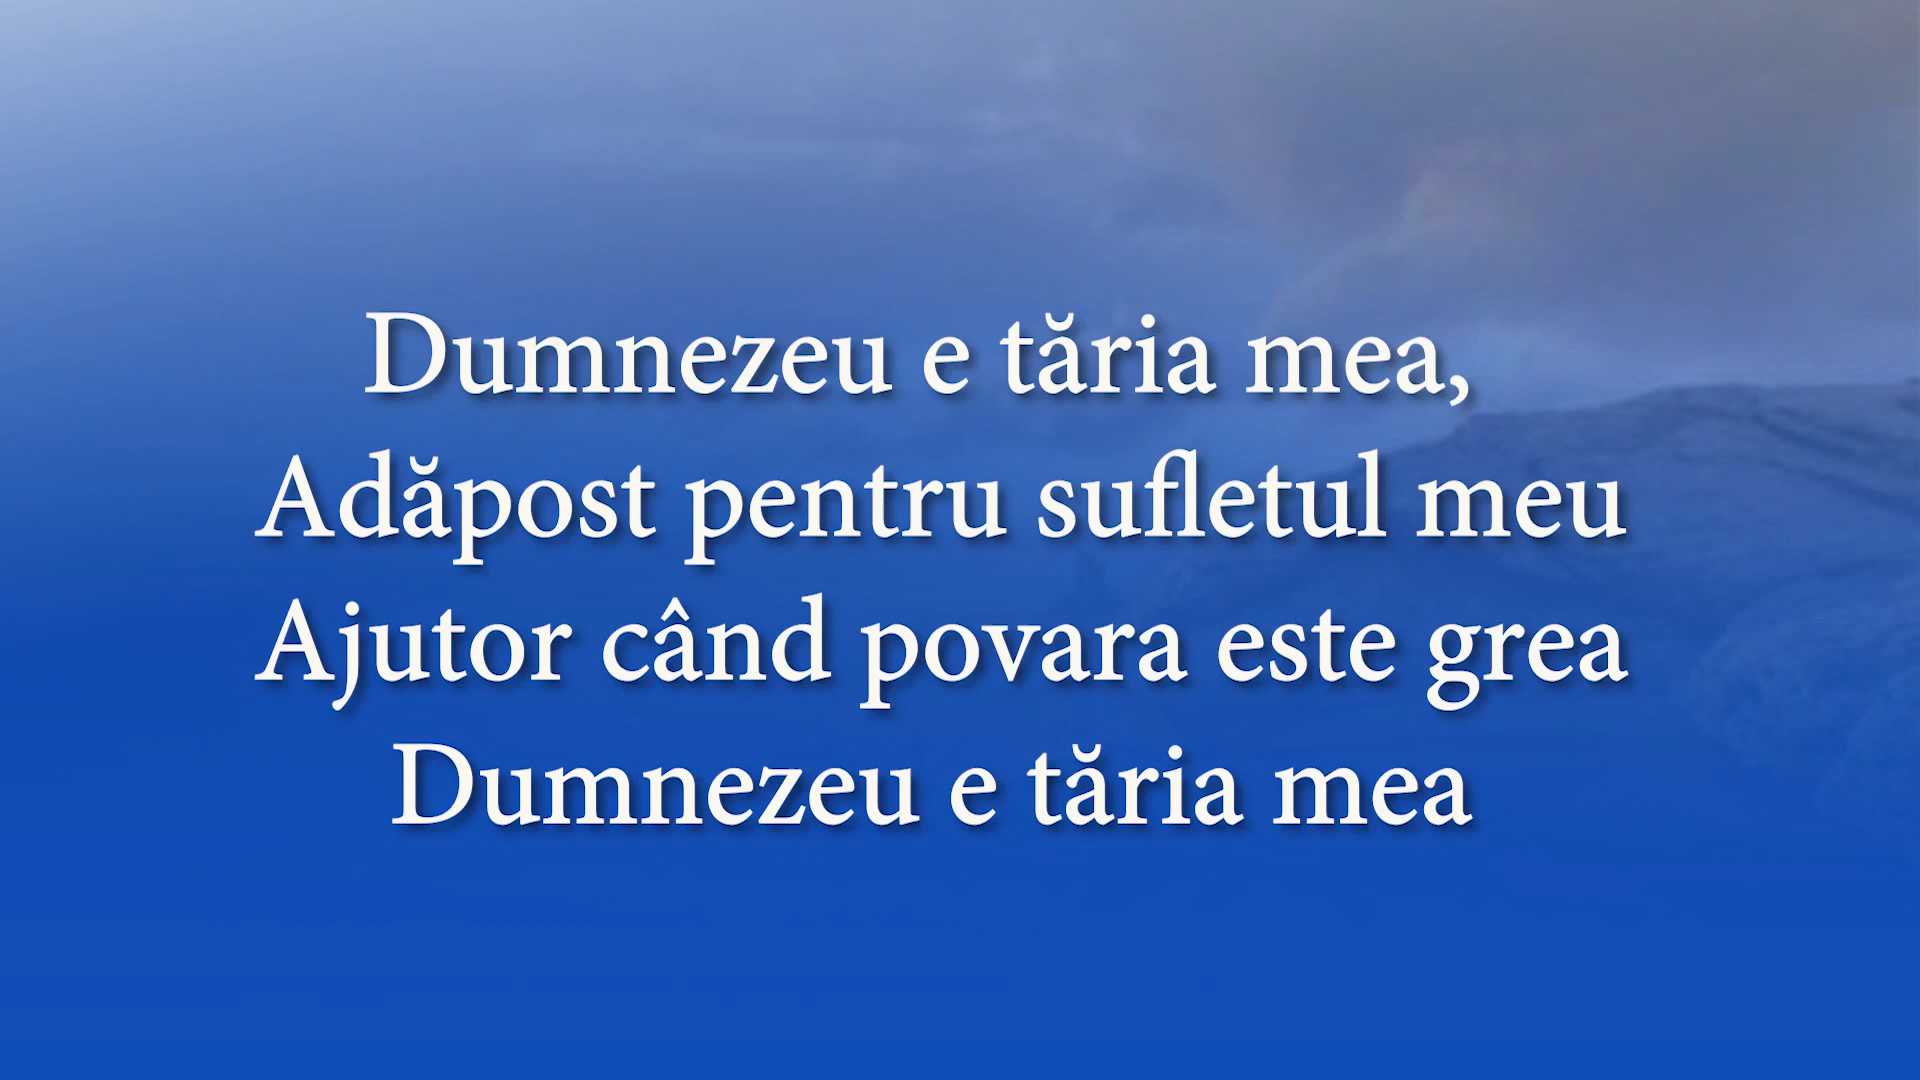 Dumnezeu e tăria mea,
Adăpost pentru sufletul meu
Ajutor când povara este grea
Dumnezeu e tăria mea